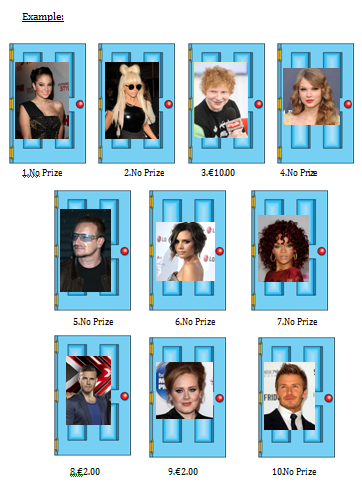 Example:
1.No Prize 2.No Prize 3.€10.00 4.No Prize
5.No Prize 6.No Prize 7.No Prize
8.€2.00 9.€2.00 10.No Prize